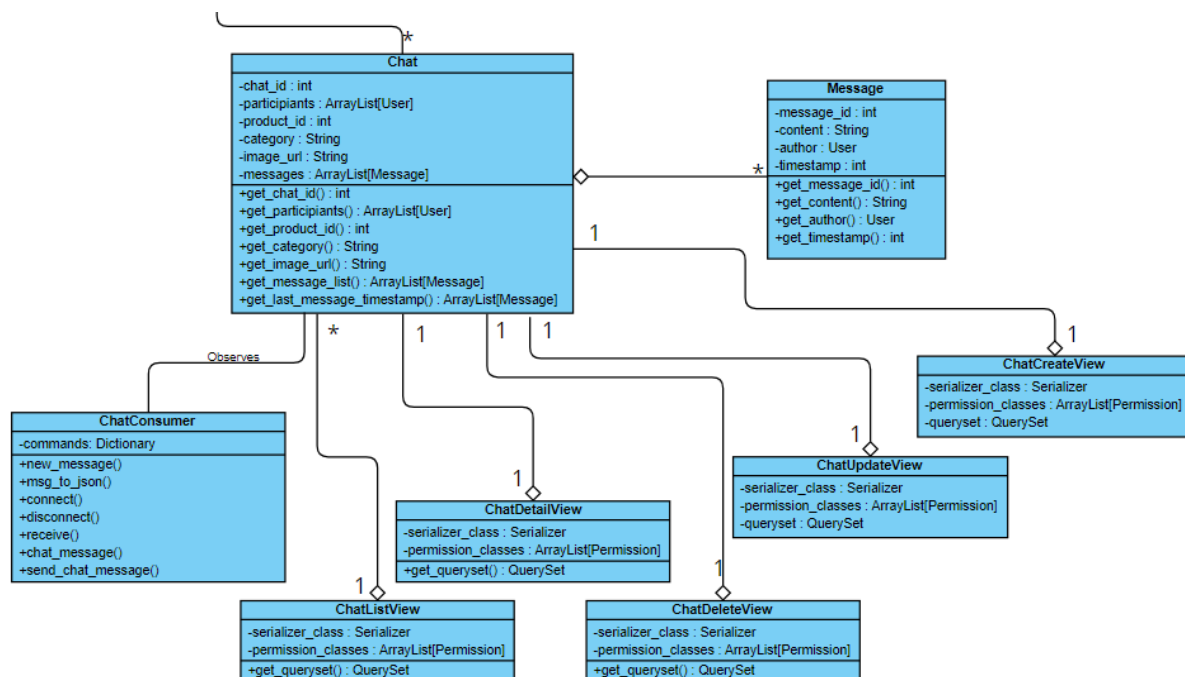 *
Chat
-chat_id : int
-participiants : ArrayList[User]
-product_id : int
-category : String
-image_url : String
-messages : ArrayList[Message]
+get_chat_id() : int
+get_participiants() : ArrayList[User]
+get_product_id() : int
+get_category() : String
+get_image_url() : String
+get_message_list() : ArrayList[Message]
+get_last_message_timestamp() : ArrayList[Message]
*
Message
-message_id : int
-content : String
-author : User
-timestamp : int
+get_message_id() : int
+get_content() : String
+get_author() : User
+get_timestamp() : int
1
1
ChatCreateView
-serializer_class : Serializer
-permission_classes : ArrayList[Permission]
-queryset : QuerySet
* 1 1 1
Observes
ChatConsumer
-commands: Dictionary
+new_message()
+msg_to_json()
+connect()
+disconnect()
+receive()
+chat_message()
+send_chat_message()
1
ChatUpdateView
-serializer_class : Serializer
-permission_classes : ArrayList[Permission]
-queryset : QuerySet
1
ChatDetailView
-serializer_class : Serializer
-permission_classes : ArrayList[Permission]
+get_queryset() : QuerySet
1
ChatListView
-serializer_class : Serializer
-permission_classes : ArrayList[Permission]
+get_queryset() : QuerySet
1
ChatDeleteView
-serializer_class : Serializer
-permission_classes : ArrayList[Permission]
+get_queryset() : QuerySet